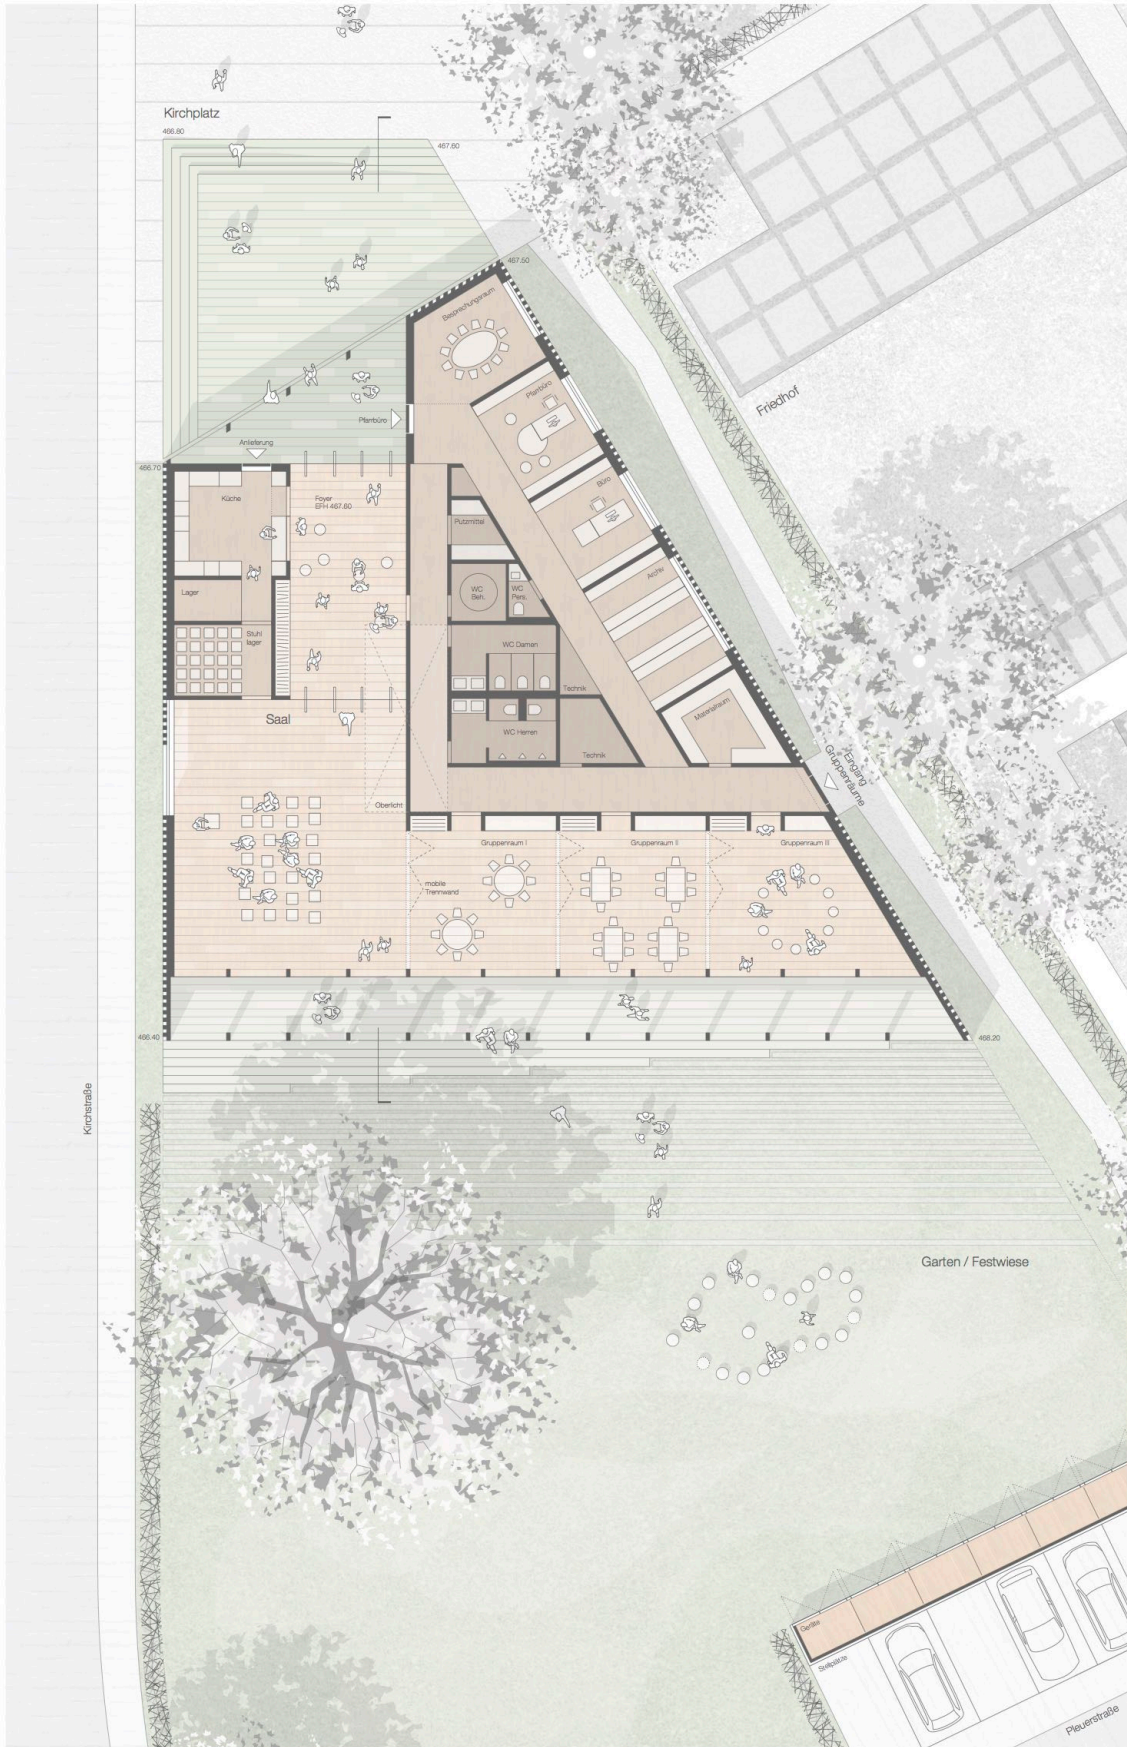 Kirchplatz
466.80
467.60
467.50
Besprechungsraum
Pfarrbüro
Friedhof
Pfarrbüro
Anlieferung
466.70
Küche
Foyer
EFH 467.60
Büro
Putzmittel
Archiv
Lager
WC
Beh.
WC
Pers.
Stuhl
lager
WC Damen
Technik
Saal
Materialraum
WC Herren
Technik
Eingang
Gruppenräume
Oberlicht
Gruppenraum I
Gruppenraum II
Gruppenraum III
mobile
Trennwand
466.40
468.20
Kirchstraße
Garten / Festwiese
Geräte
Stellplätze
Pleuerstraße